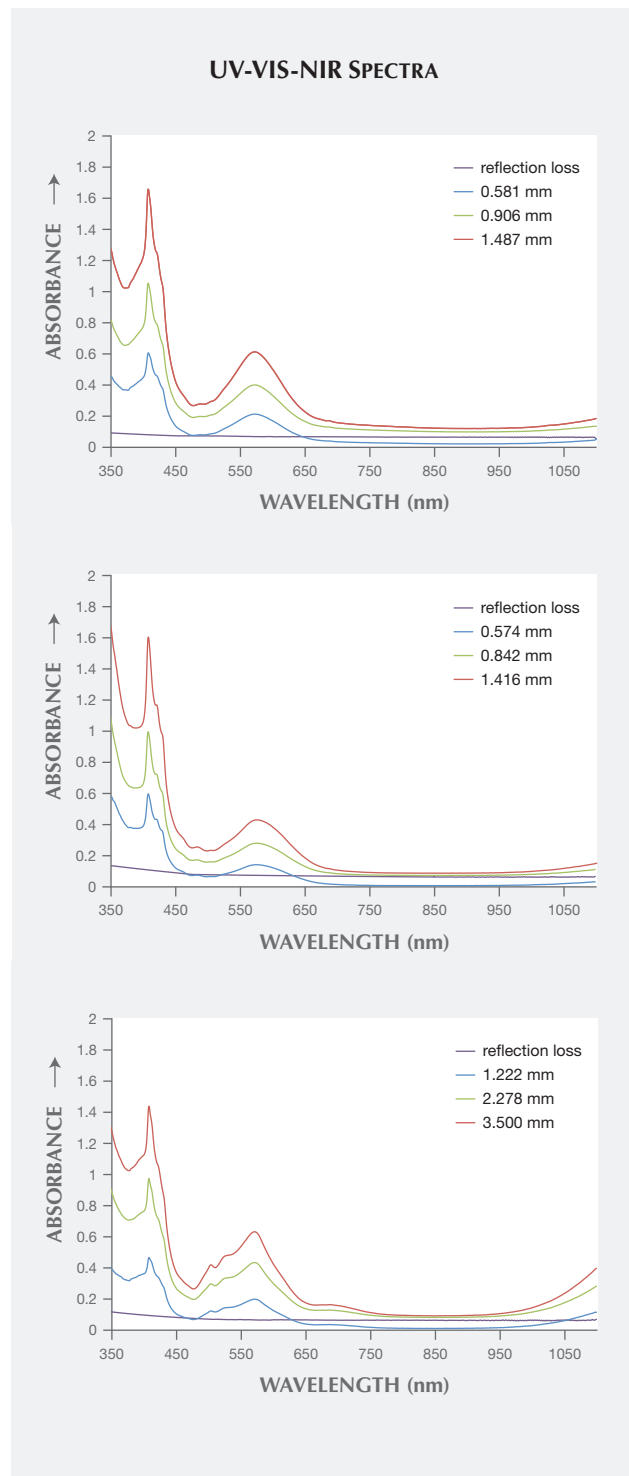 UV-VIS-NIR SPECTRA
2
1.8
1.6
1.4
1.2
1
0.8
0.6
0.4
0.2
0
ABSORBANCE →
reflection loss
0.581 mm
0.906 mm
1.487 mm
350 450 550 650 750 850 950 1050
WAVELENGTH (nm)
2
1.8
1.6
1.4
1.2
1
0.8
0.6
0.4
0.2
0
ABSORBANCE →
reflection loss
0.574 mm
0.842 mm
1.416 mm
350 450 550 650 750 850 950 1050
WAVELENGTH (nm)
2
1.8
1.6
1.4
1.2
1
0.8
0.6
0.4
0.2
0
ABSORBANCE →
reflection loss
1.222 mm
2.278 mm
3.500 mm
350 450 550 650 750 850 950 1050
WAVELENGTH (nm)